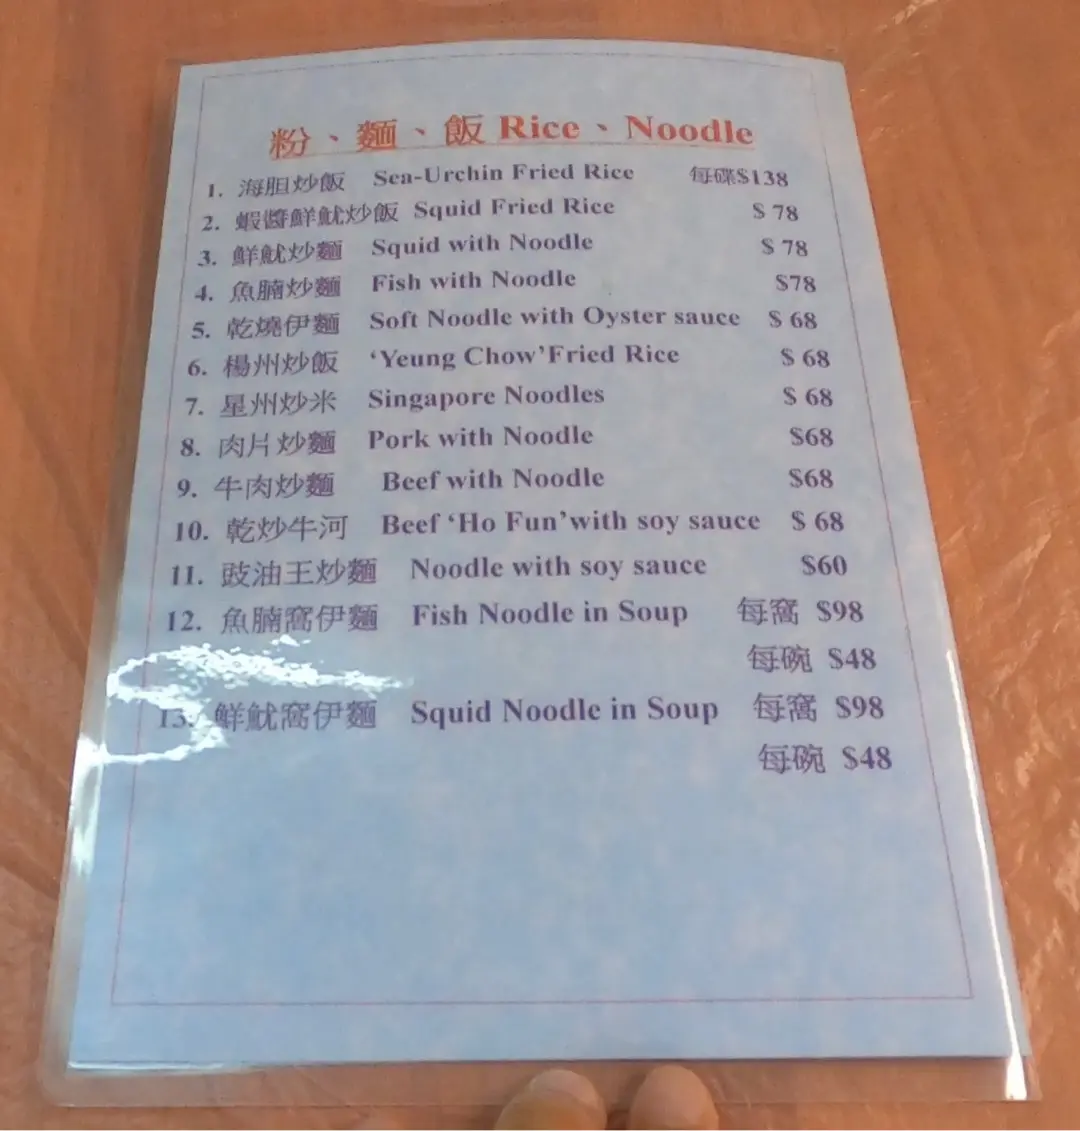 粉、麵、飯 Rice、Noodle
1. 海胆炒飯 Sea-Urchin Fried Rice 每碟$138
2. 蝦醬鮮魷炒飯 Squid Fried Rice $ 78
3. 鮮魷炒麵 Squid with Noodle $ 78
4. 魚腩炒麵 Fish with Noodle $78
5. 乾燒伊麵 Soft Noodle with Oyster sauce $ 68
6. 楊州炒飯 ‘Yeung Chow’Fried Rice $ 68
7. 星州炒米 Singapore Noodles $ 68
8. 肉片炒麵 Pork with Noodle $68
9. 牛肉炒麵 Beef with Noodle $68
10. 乾炒牛河 Beef ‘Ho Fun’with soy sauce $ 68
11. 豉油王炒麵 Noodle with soy sauce $60
12. 魚腩窩伊麵 Fish Noodle in Soup 每窩 $98
每碗 $48
13. 鮮魷窩伊麵 Squid Noodle in Soup 每窩 $98
每碗 $48